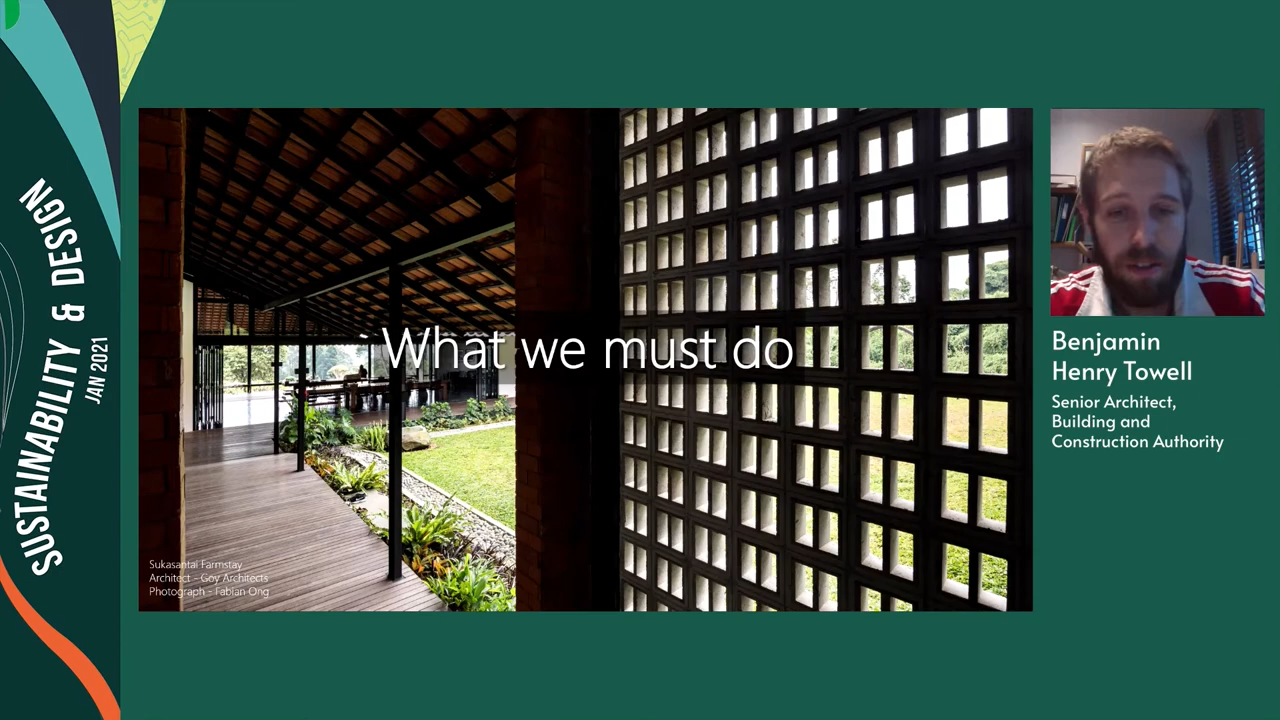 SUSTAINABILITY & DESIGN
JAN 2021
What we must do
Sukasantai Farmstay
Architect - Goy Architects
Photograph - Fabian Ong
Benjamin
Henry Towell
Senior Architect,
Building and
Construction Authority